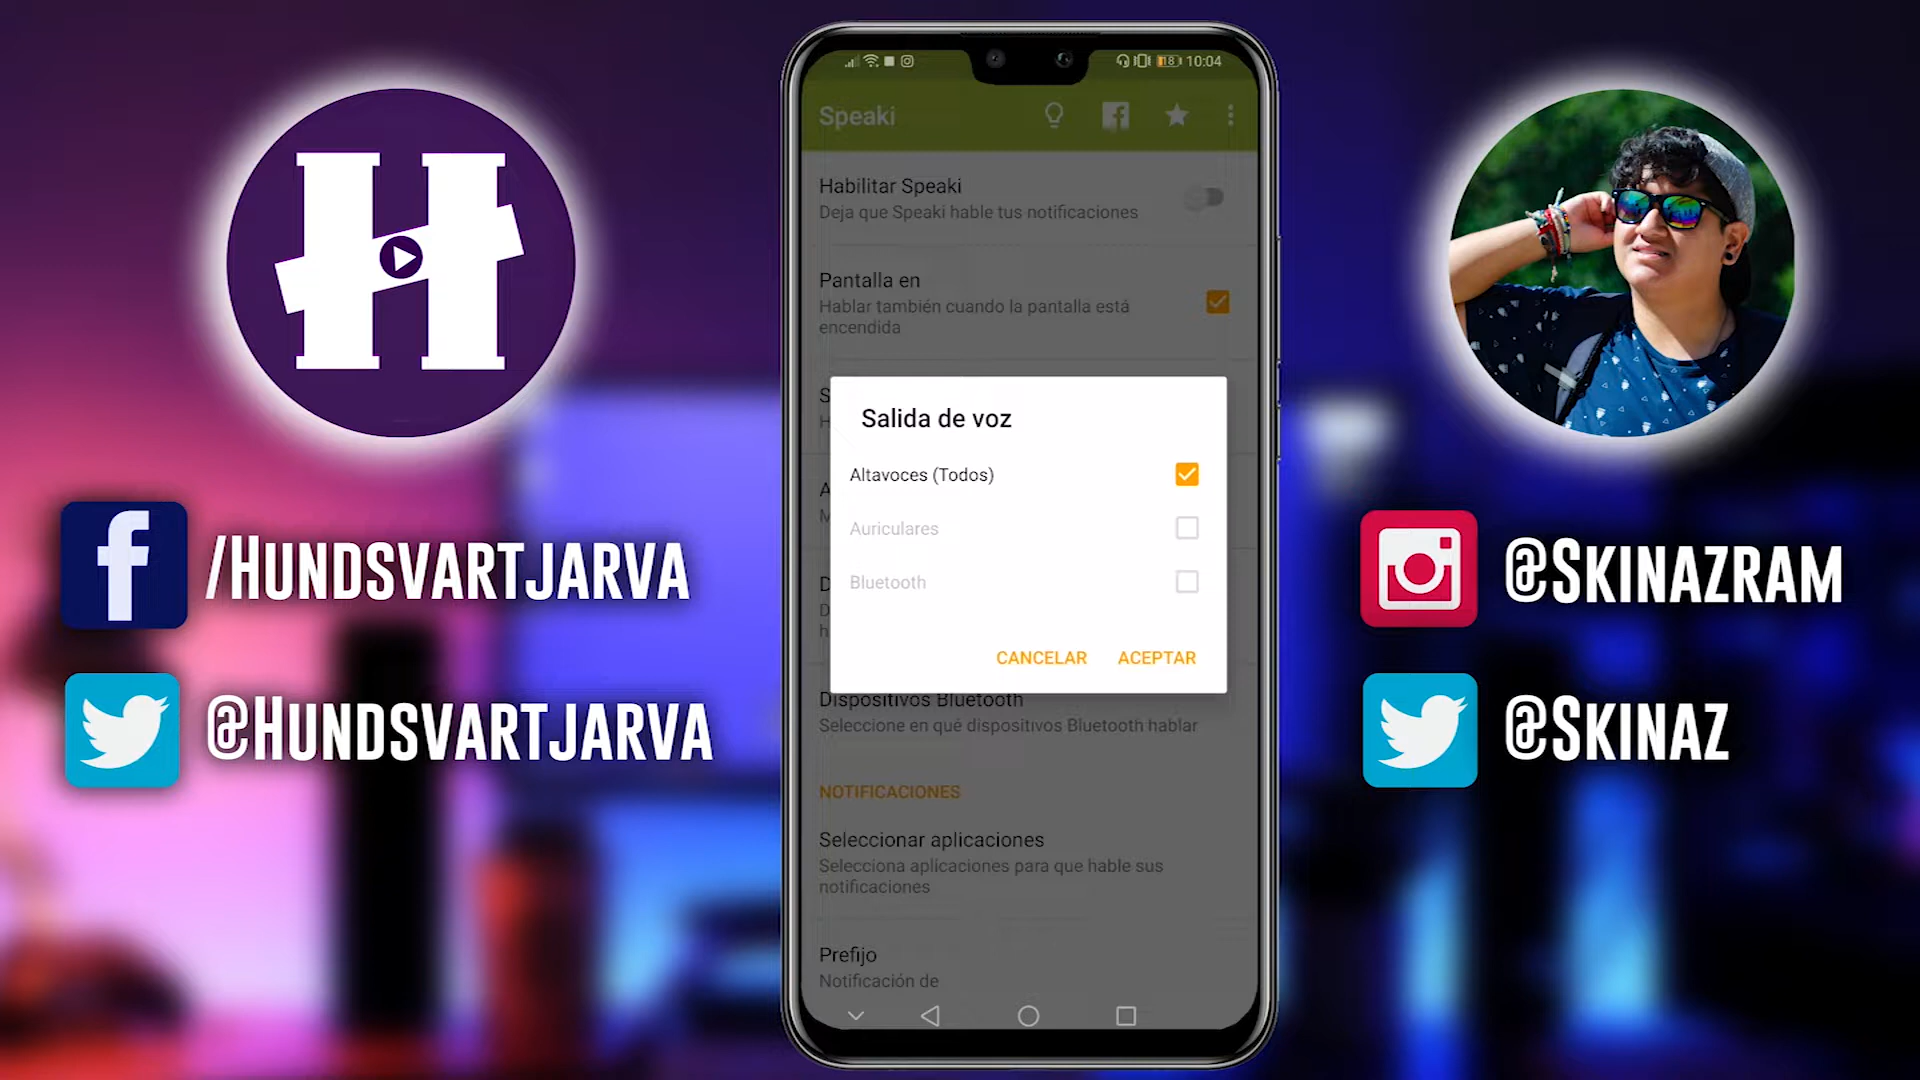 10:04
Speaki
Habilitar Speaki
Deja que Speaki hable tus notificaciones
Pantalla en
Hablar también cuando la pantalla está
encendida
Salida de voz
Altavoces (Todos)
Auriculares
Bluetooth
CANCELAR ACEPTAR
Dispositivos Bluetooth
Seleccione en qué dispositivos Bluetooth hablar
NOTIFICACIONES
Seleccionar aplicaciones
Selecciona aplicaciones para que hable sus
notificaciones
Prefijo
Notificación de
H
/HUNDSVARTJARVA
@HUNDSVARTJARVA
@SKINAZRAM
@SKINAZ